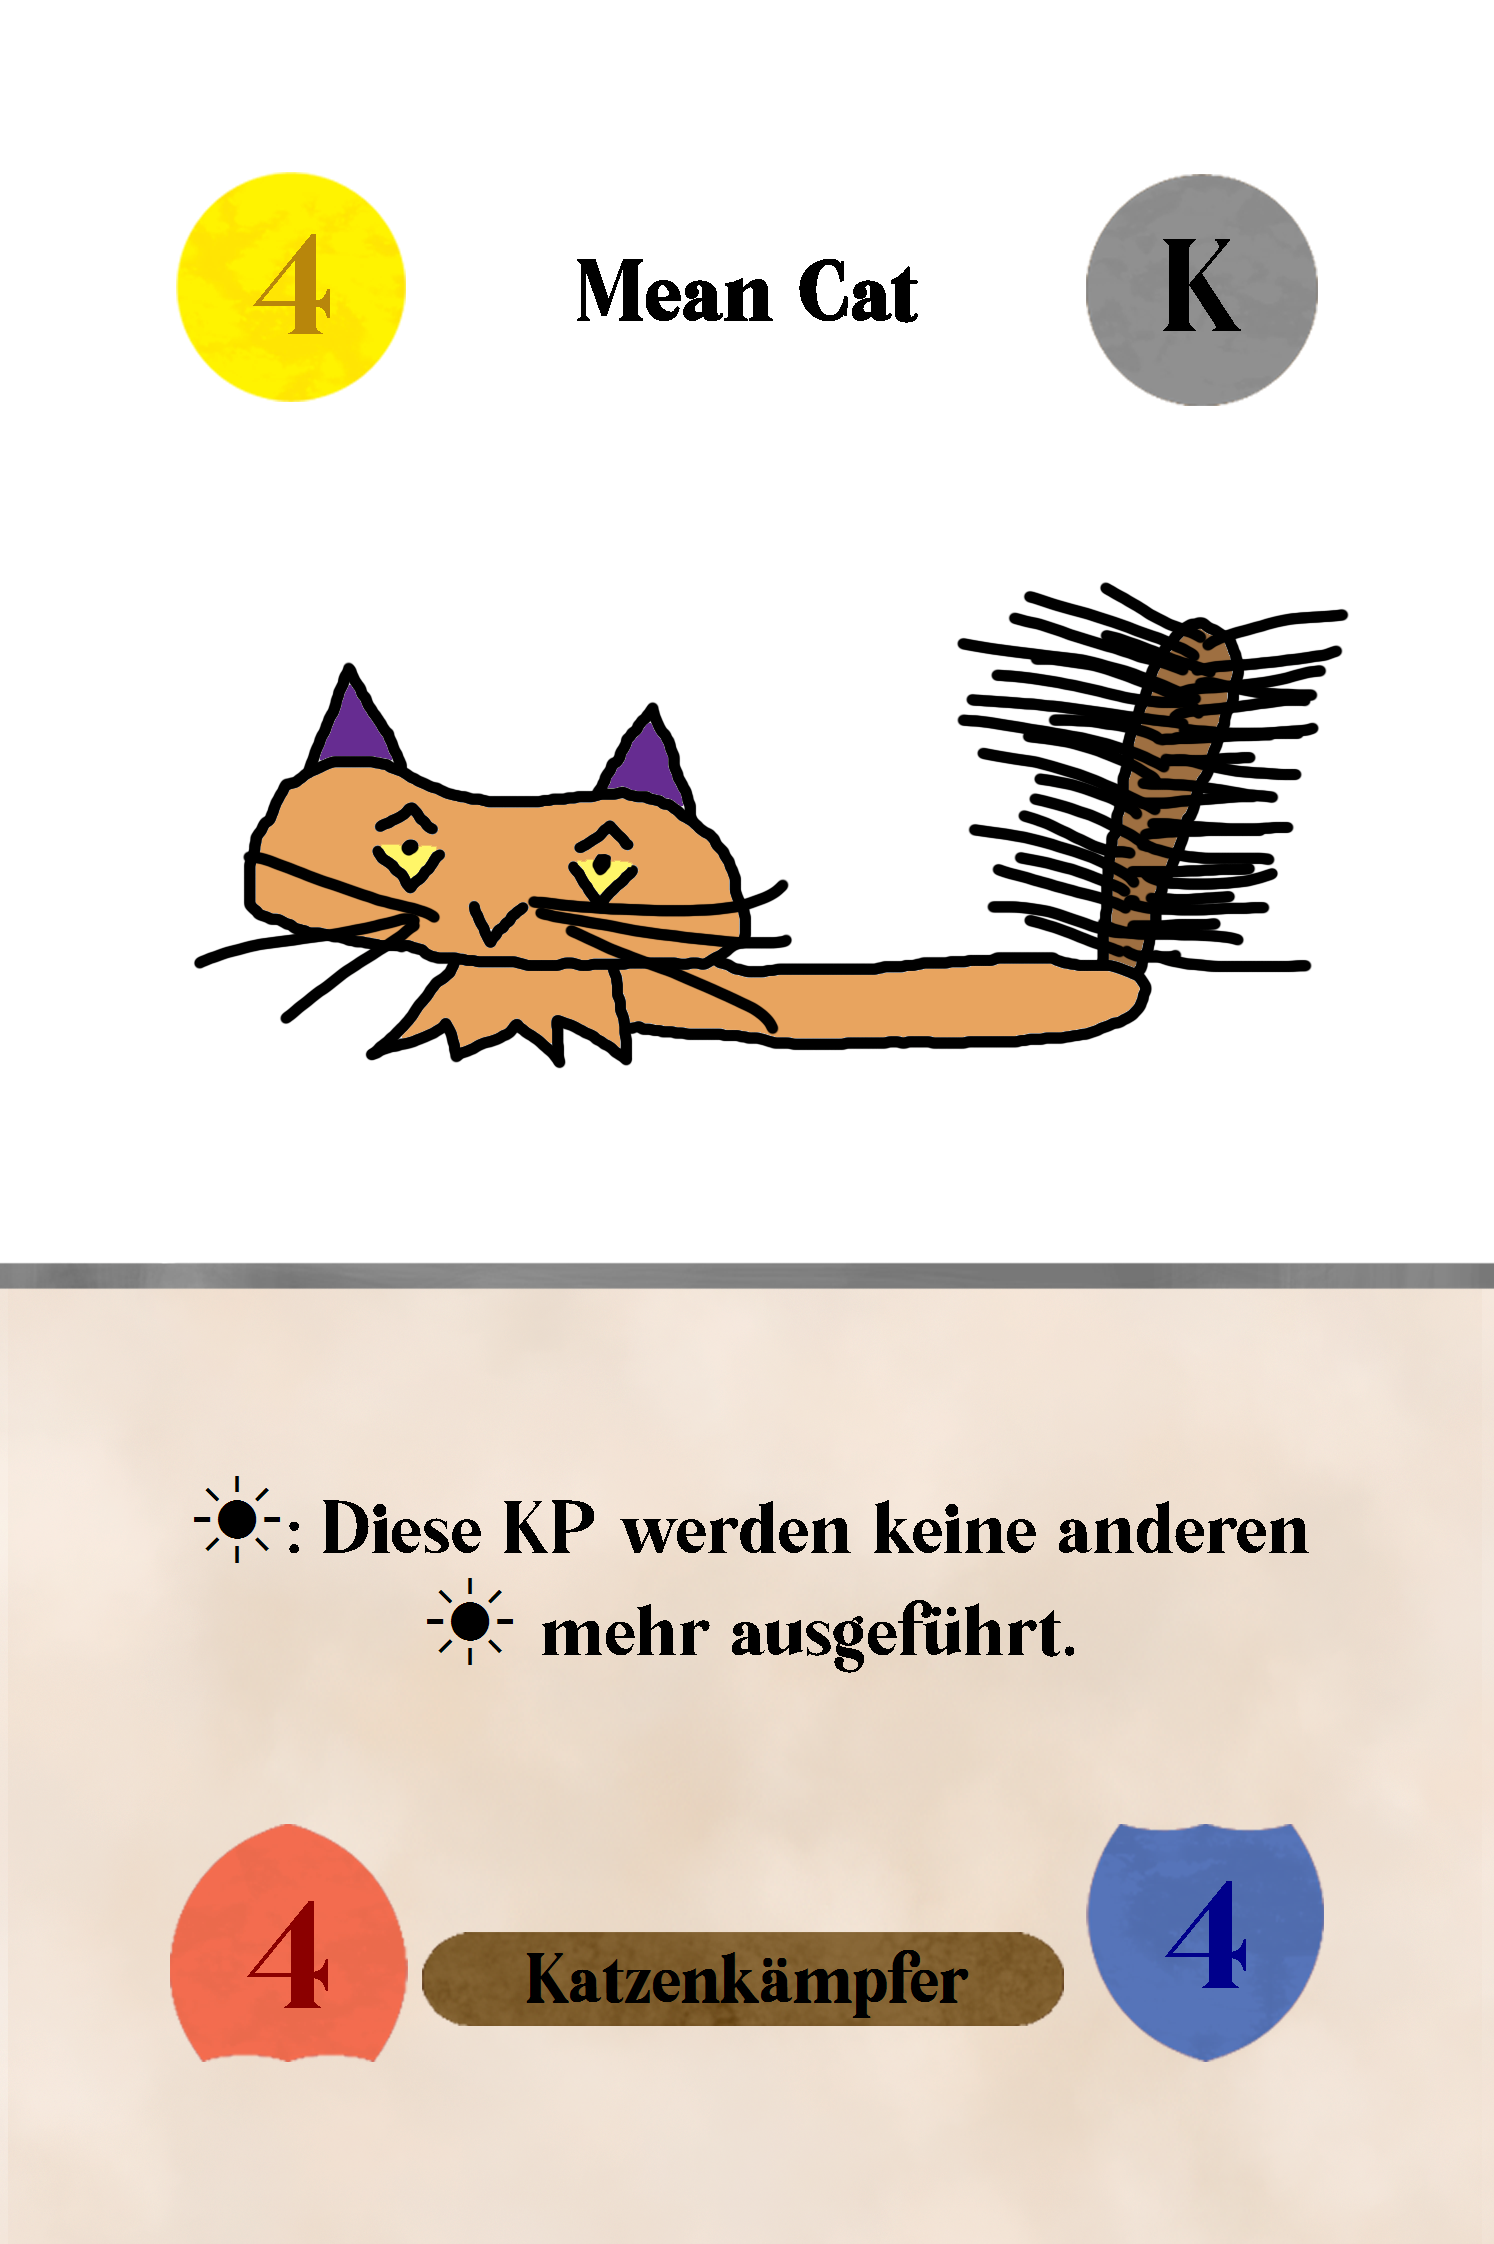 4 Mean Cat K
☀: Diese KP werden keine anderen
☀ mehr ausgeführt.
4 Katzenkämpfer 4